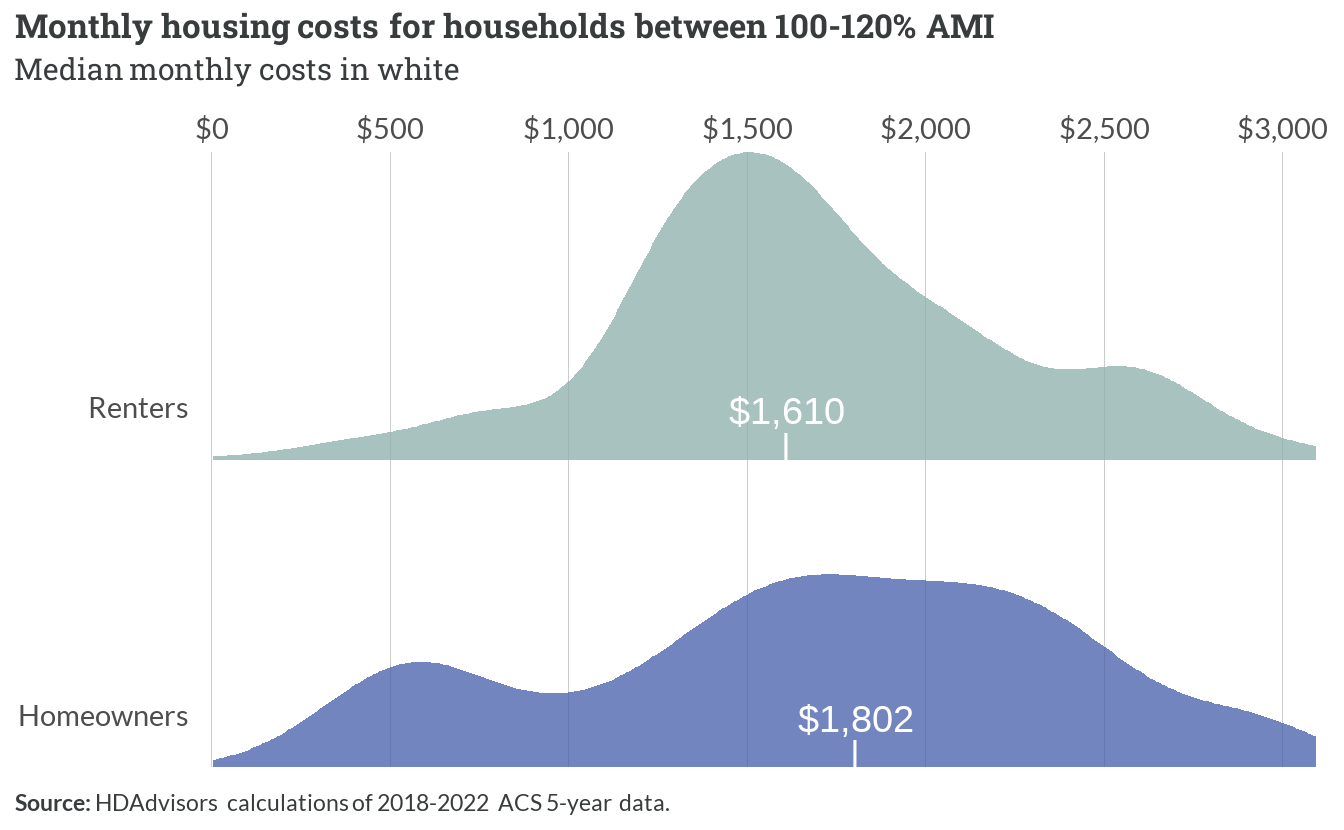 Monthly housing costs for households between 100-120% AMI
Median monthly costs in white
$0 $500 $1,000 $1,500 $2,000 $2,500 $3,000
Renters
$1,610
Homeowners
$1,802
Source: HDAdvisors calculations of 2018-2022 ACS 5-year data.